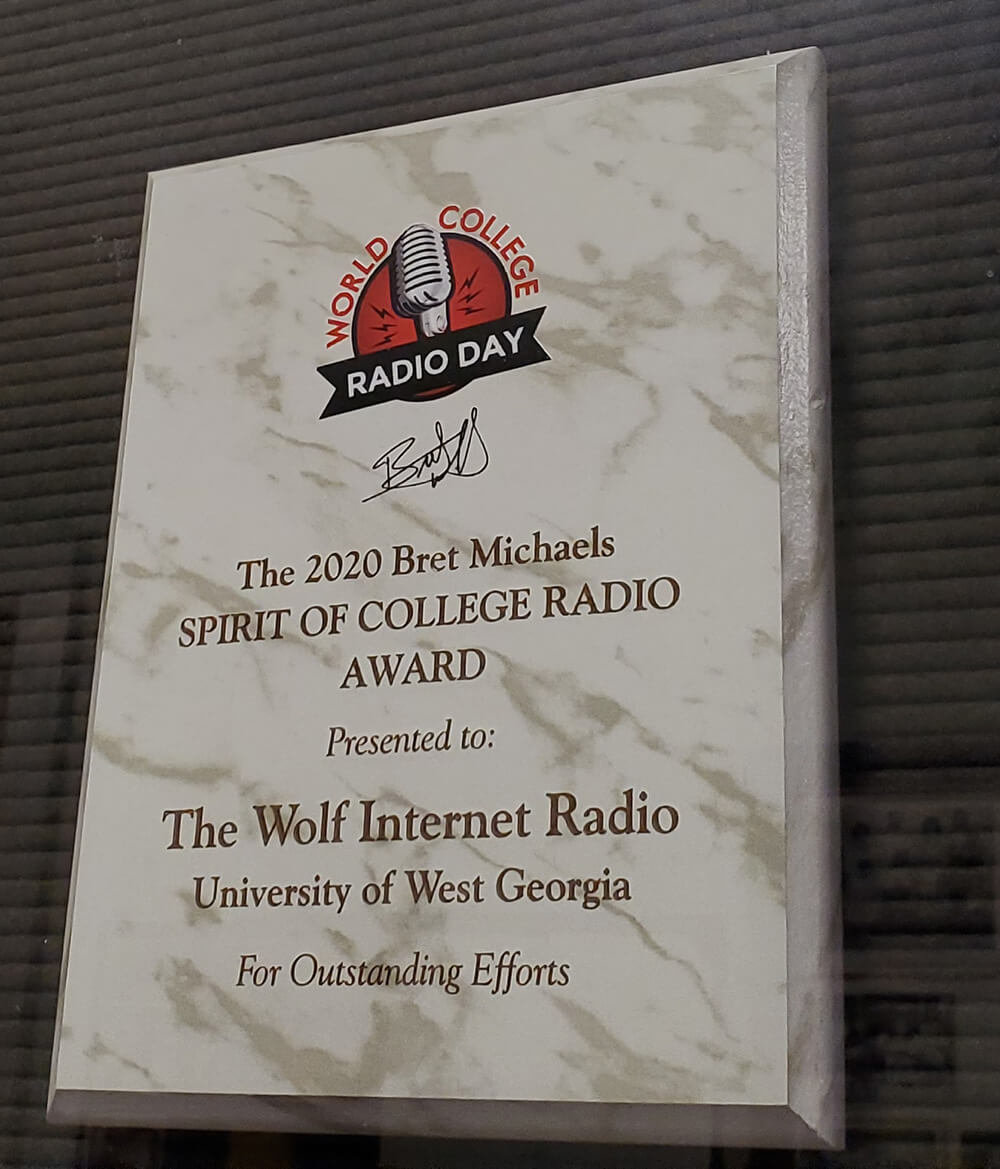 WORLD COLLEGE
RADIO DAY
The 2020 Bret Michaels
SPIRIT OF COLLEGE RADIO
AWARD
Presented to:
The Wolf Internet Radio
University of West Georgia
For Outstanding Efforts